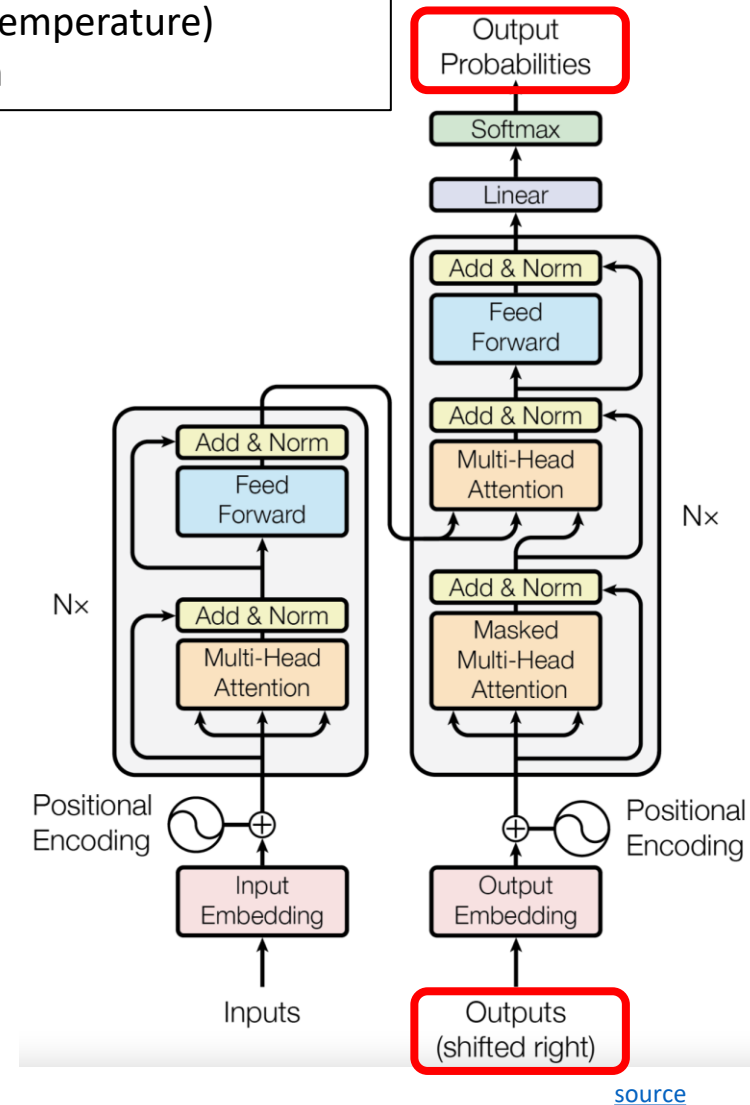 emperature)
Output
Probabilities
Softmax
Linear
Add & Norm
Feed
Forward
Add & Norm
Multi-Head
Attention
Add & Norm
Masked
Multi-Head
Attention
N×
Add & Norm
Feed
Forward
Add & Norm
Multi-Head
Attention
N×
Positional
Encoding
Positional
Encoding
Input
Embedding
Output
Embedding
Inputs
Outputs
(shifted right)
source